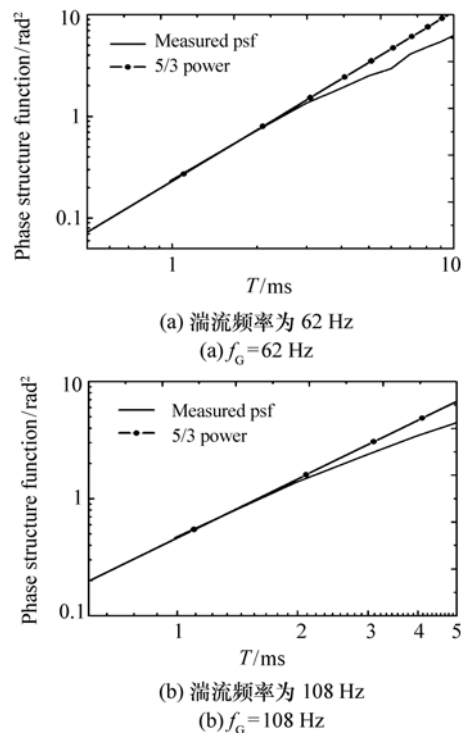 10
Measured psf
5/3 power
1
0.1
Phase structure function/rad²
1
10
T/ms
(a) 湍流频率为 62 Hz
(a) f_G=62 Hz
10
Measured psf
5/3 power
1
0.1
Phase structure function/rad²
1
2
3
4
5
T/ms
(b) 湍流频率为 108 Hz
(b) f_G=108 Hz